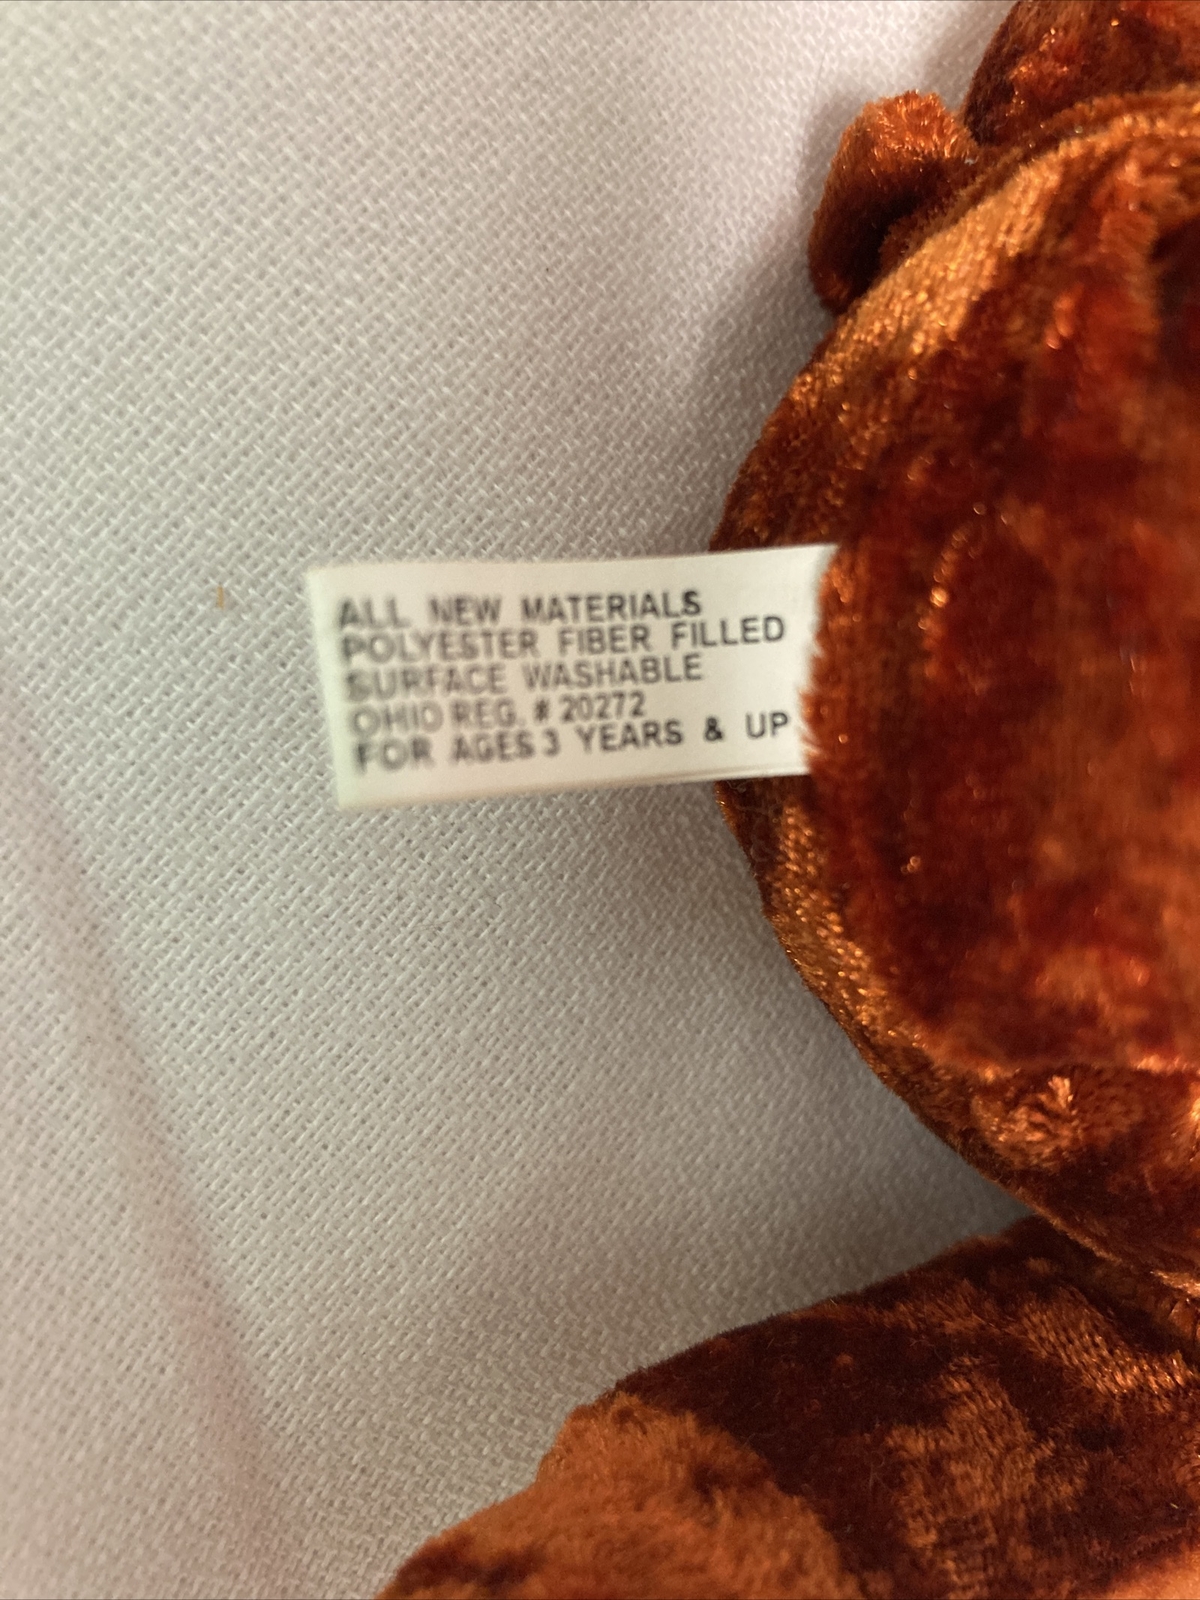 ALL NEW MATERIALS
POLYESTER FIBER FILLED
SURFACE WASHABLE
OHIO REG. # 20272
FOR AGES 3 YEARS & UP